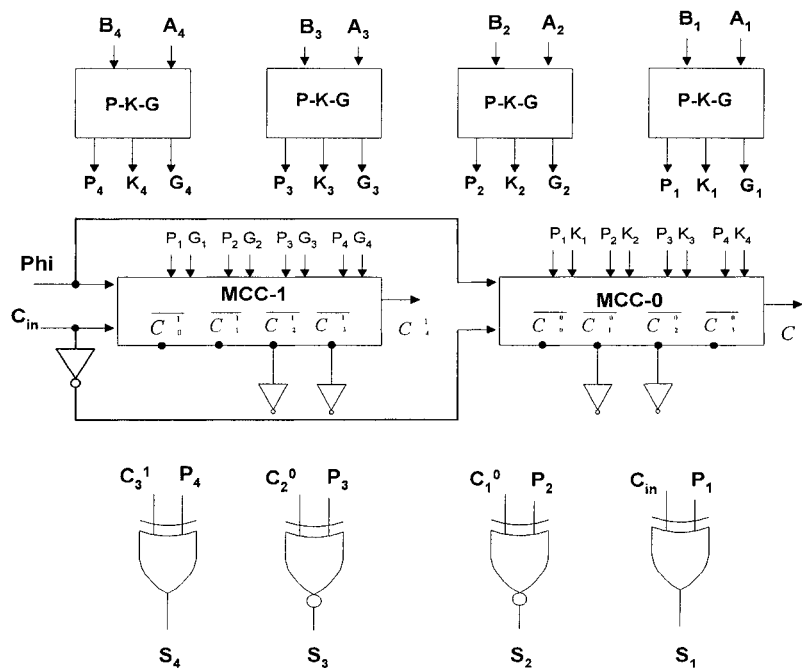 B₄ A₄ B₃ A₃ B₂ A₂ B₁ A₁
P-K-G P-K-G P-K-G P-K-G
P₄ K₄ G₄ P₃ K₃ G₃ P₂ K₂ G₂ P₁ K₁ G₁
P₁ G₁ P₂ G₂ P₃ G₃ P₄ G₄ P₁ K₁ P₂ K₂ P₃ K₃ P₄ K₄
Phi
MCC-1 MCC-0
C_in
C C C C C C C C C C
C₃¹ P₄ C₂⁰ P₃ C₁⁰ P₂ C_in P₁
S₄ S₃ S₂ S₁